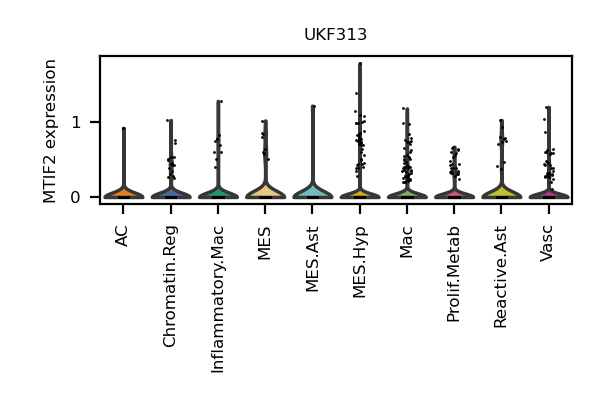 UKF313
MTIF2 expression
1
0
AC
Chromatin.Reg
Inflammatory.Mac
MES
MES.Ast
MES.Hyp
Mac
Prolif.Metab
Reactive.Ast
Vasc